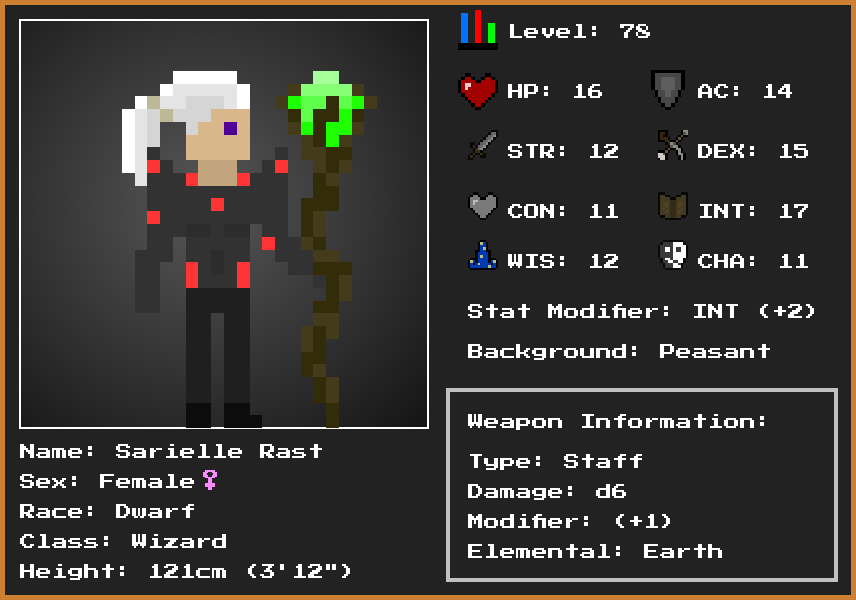 Level: 78
HP: 16
AC: 14
STR: 12
DEX: 15
CON: 11
INT: 17
WIS: 12
CHA: 11
Stat Modifier: INT (+2)
Background: Peasant
Weapon Information:
Type: Staff
Damage: d6
Modifier: (+1)
Elemental: Earth
Name: Sarielle Rast
Sex: Female♀
Race: Dwarf
Class: Wizard
Height: 121cm (3'12")